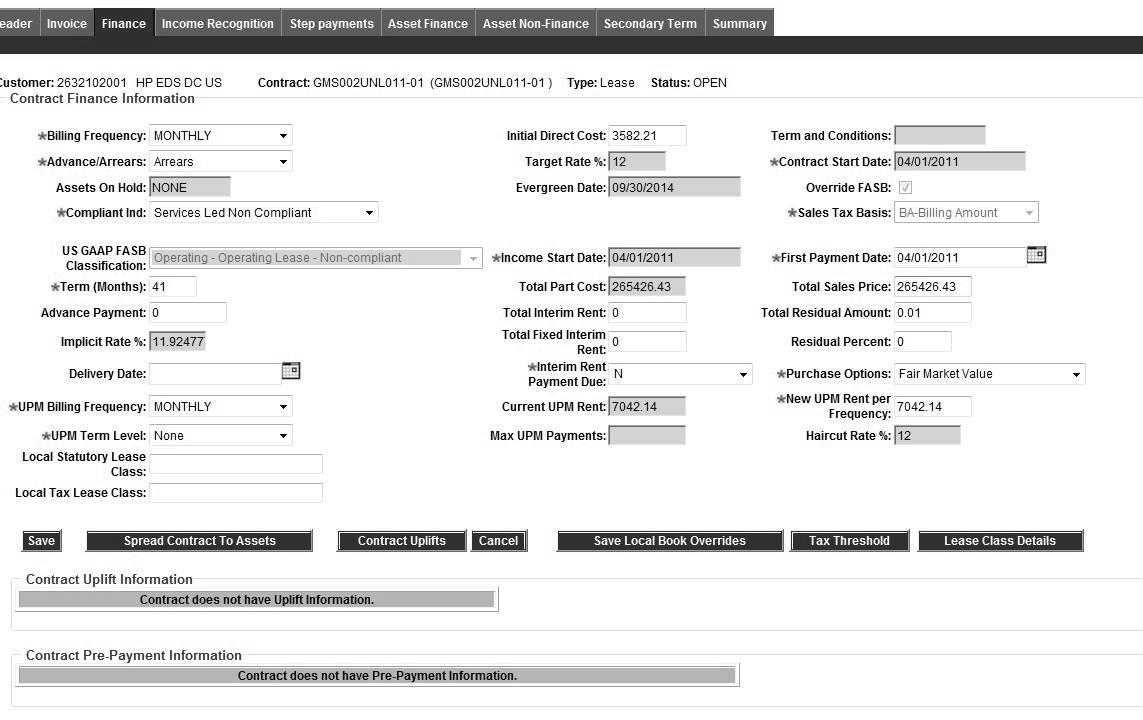 eader Invoice Finance Income Recognition Step payments Asset Finance Asset Non-Finance Secondary Term Summary
Customer: 2632102001 HP EDS DC US Contract: GMS002UNL011-01 (GMS002UNL011-01 ) Type: Lease Status: OPEN
Contract Finance Information
*Billing Frequency: MONTHLY Initial Direct Cost: 3582.21 Term and Conditions:
*Advance/Arrears: Arrears Target Rate %: 12 *Contract Start Date: 04/01/2011
Assets On Hold: NONE Evergreen Date: 09/30/2014 Override FASB:
*Compliant Ind: Services Led Non Compliant *Sales Tax Basis: BA-Billing Amount
US GAAP FASB
Classification: Operating - Operating Lease - Non-compliant *Income Start Date: 04/01/2011 *First Payment Date: 04/01/2011
*Term (Months): 41 Total Part Cost: 265426.43 Total Sales Price: 265426.43
Advance Payment: 0 Total Interim Rent: 0 Total Residual Amount: 0.01
Implicit Rate %: 11.92477 Total Fixed Interim
Rent: 0 Residual Percent: 0
Delivery Date: *Interim Rent
Payment Due: N *Purchase Options: Fair Market Value
*UPM Billing Frequency: MONTHLY Current UPM Rent: 7042.14 *New UPM Rent per
Frequency: 7042.14
*UPM Term Level: None Max UPM Payments: Haircut Rate %: 12
Local Statutory Lease
Class:
Local Tax Lease Class:
Save Spread Contract To Assets Contract Uplifts Cancel Save Local Book Overrides Tax Threshold Lease Class Details
Contract Uplift Information
Contract does not have Uplift Information.
Contract Pre-Payment Information
Contract does not have Pre-Payment Information.